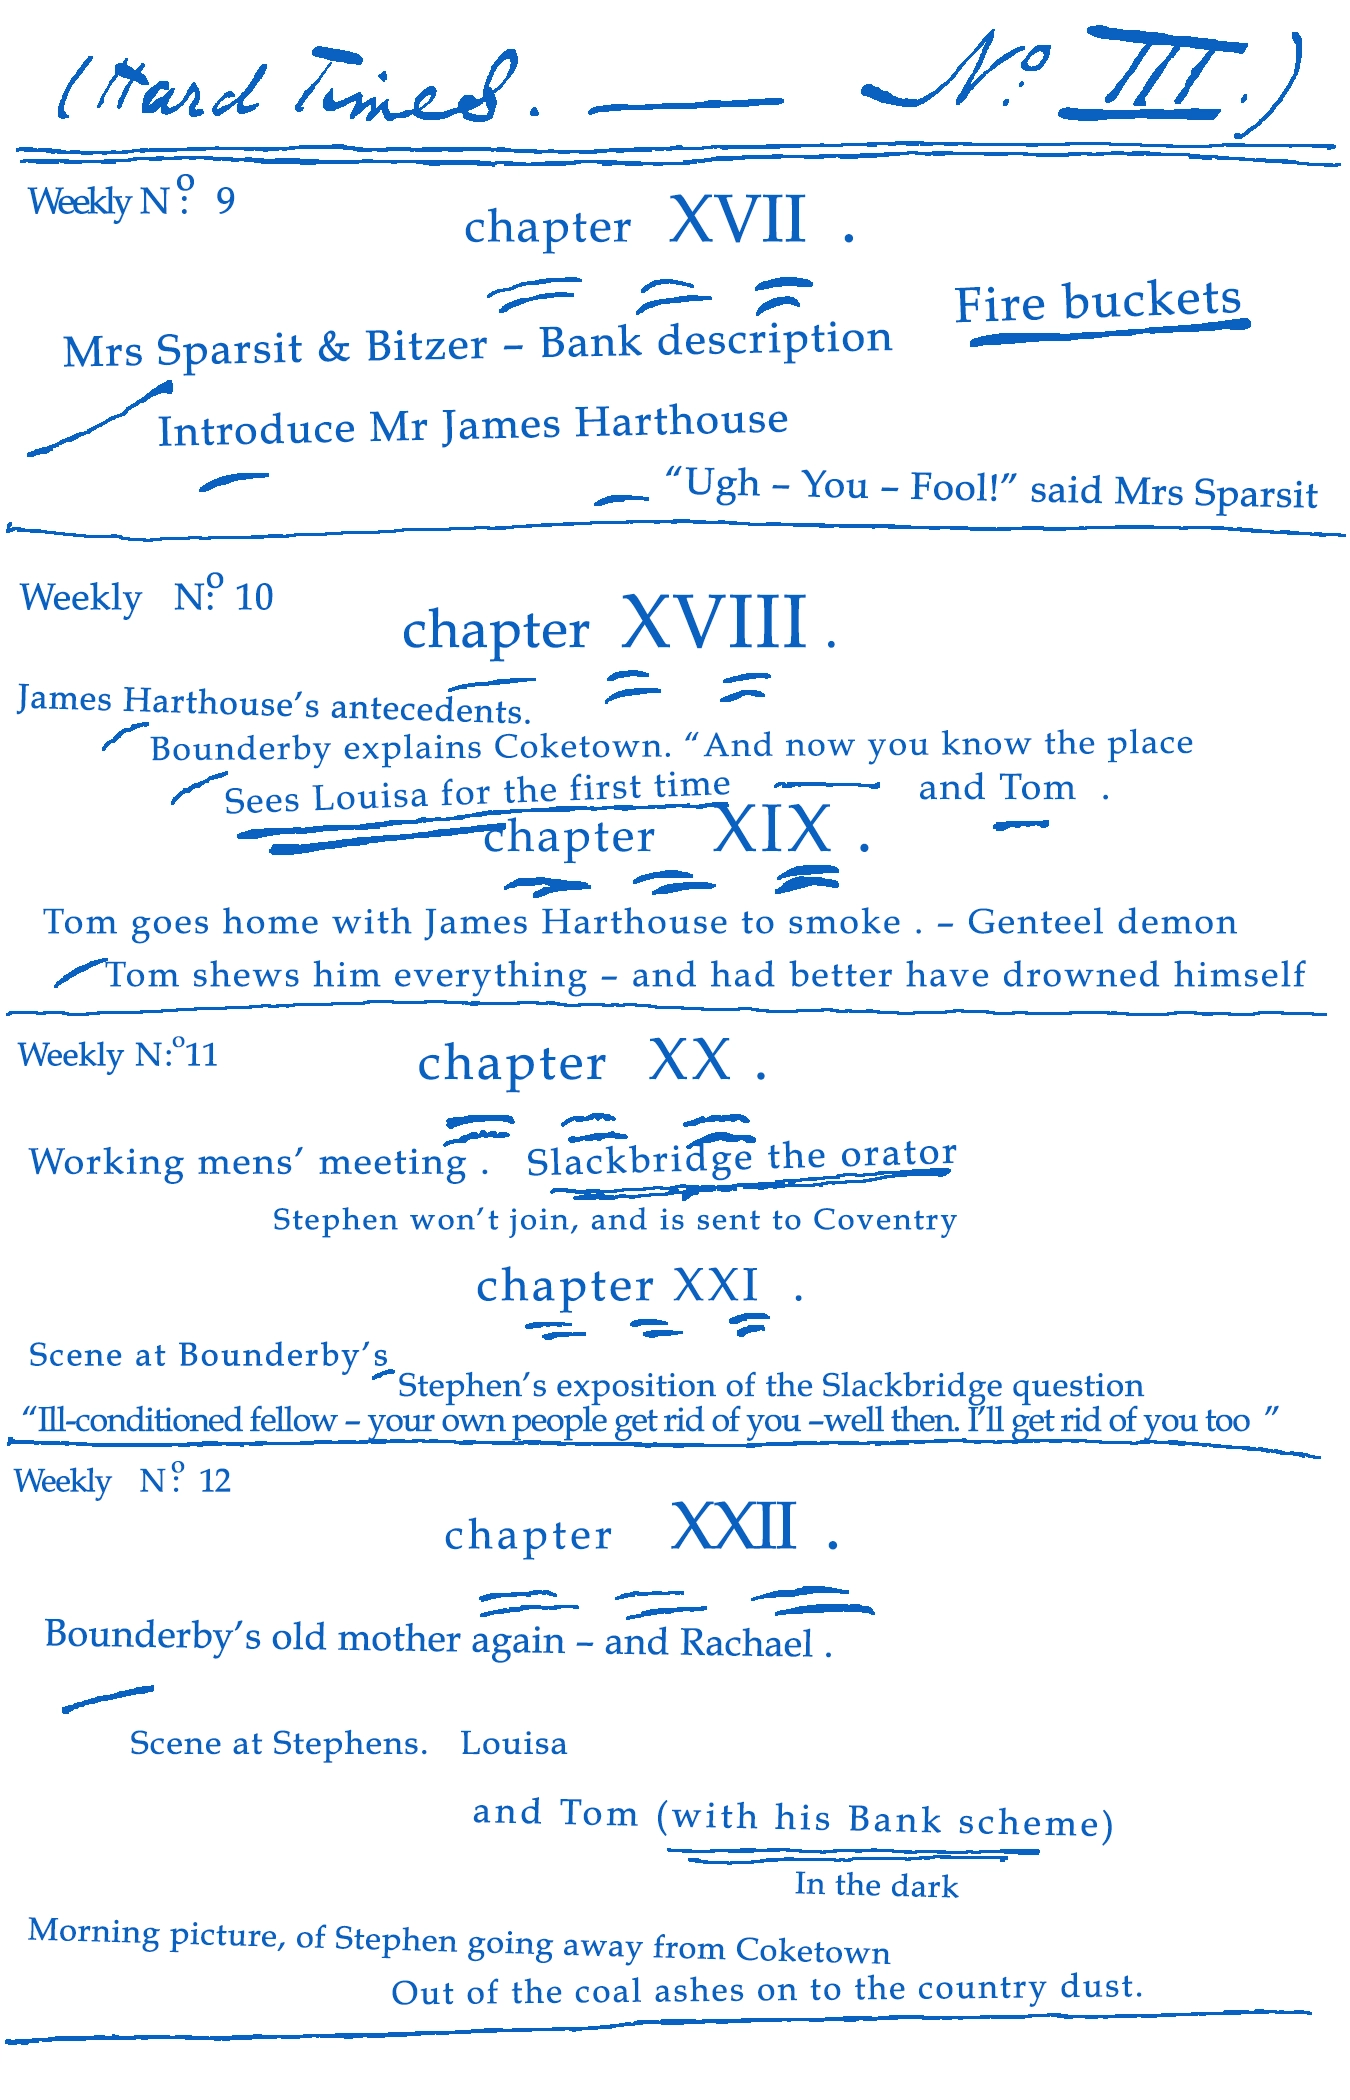 (Hard Times. — Nº. III.)
Weekly Nº. 9
chapter XVII .
Fire buckets
Mrs Sparsit & Bitzer – Bank description
Introduce Mr James Harthouse
“Ugh – You – Fool!” said Mrs Sparsit
Weekly Nº. 10
chapter XVIII .
James Harthouse’s antecedents.
Bounderby explains Coketown. “And now you know the place
Sees Louisa for the first time — and Tom .
chapter XIX .
Tom goes home with James Harthouse to smoke . – Genteel demon
Tom shews him everything – and had better have drowned himself
Weekly N:º11
chapter XX .
Working mens’ meeting . Slackbridge the orator
Stephen won’t join, and is sent to Coventry
chapter XXI .
Scene at Bounderby’s
Stephen’s exposition of the Slackbridge question
“Ill-conditioned fellow – your own people get rid of you –well then. I’ll get rid of you too ”
Weekly Nº. 12
chapter XXII .
Bounderby’s old mother again – and Rachael .
Scene at Stephens. Louisa
and Tom (with his Bank scheme)
In the dark
Morning picture, of Stephen going away from Coketown
Out of the coal ashes on to the country dust.